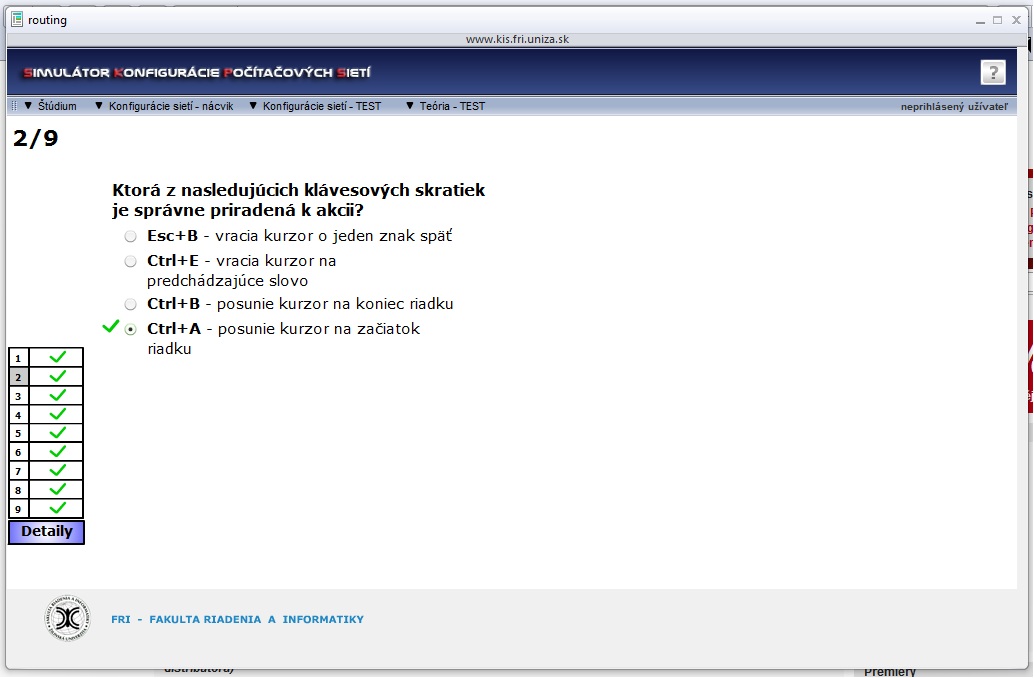 routing
www.kis.fri.uniza.sk
SIMULÁTOR KONFIGURÁCIE POČÍTAČOVÝCH SIETÍ
?
▼ Štúdium ▼ Konfigurácie sietí - nácvik ▼ Konfigurácie sietí - TEST ▼ Teória - TEST neprihlásený užívateľ
2/9
Ktorá z nasledujúcich klávesových skratiek
je správne priradená k akcii?
Esc+B - vracia kurzor o jeden znak späť
Ctrl+E - vracia kurzor na
predchádzajúce slovo
Ctrl+B - posunie kurzor na koniec riadku
Ctrl+A - posunie kurzor na začiatok
riadku
1
2
3
4
5
6
7
8
9
Detaily
FRI - FAKULTA RIADENIA A INFORMATIKY
distribútora)
Premiéry